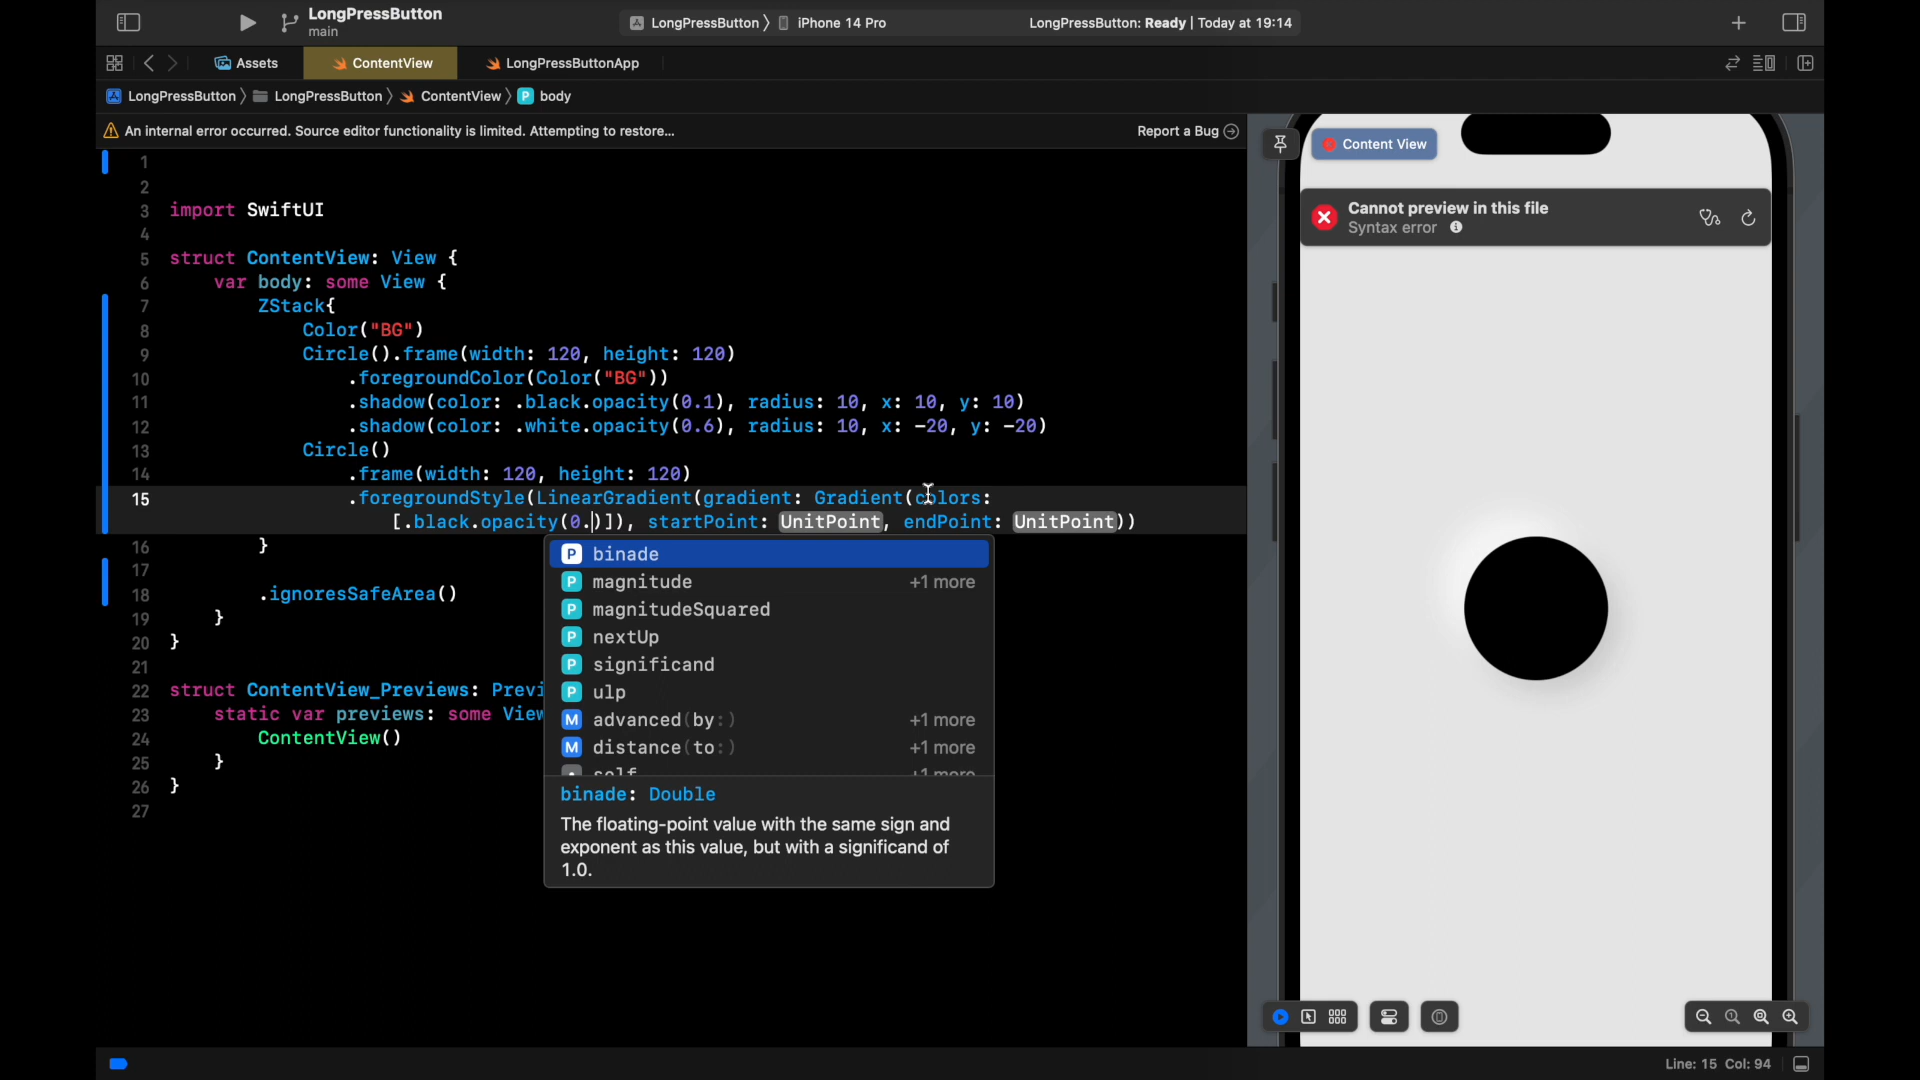 LongPressButton
main
LongPressButton 〉 iPhone 14 Pro
LongPressButton: Ready | Today at 19:14
Assets
ContentView
LongPressButtonApp
LongPressButton 〉 LongPressButton 〉 ContentView 〉 P body
An internal error occurred. Source editor functionality is limited. Attempting to restore...
Report a Bug
1
2
3 import SwiftUI
4
5 struct ContentView: View {
6 var body: some View {
7 ZStack{
8 Color("BG")
9 Circle().frame(width: 120, height: 120)
10 .foregroundColor(Color("BG"))
11 .shadow(color: .black.opacity(0.1), radius: 10, x: 10, y: 10)
12 .shadow(color: .white.opacity(0.6), radius: 10, x: -20, y: -20)
13 Circle()
14 .frame(width: 120, height: 120)
15 .foregroundStyle(LinearGradient(gradient: Gradient(colors:
[.black.opacity(0.)]), startPoint: UnitPoint, endPoint: UnitPoint))
16 }
17
18 .ignoresSafeArea()
19 }
20 }
21
22 struct ContentView_Previews: Previ
23 static var previews: some View
24 ContentView()
25 }
26 }
27
P binade
P magnitude +1 more
P magnitudeSquared
P nextUp
P significand
P ulp
M advanced(by:) +1 more
M distance(to:) +1 more
self +1 more
binade: Double
The floating-point value with the same sign and
exponent as this value, but with a significand of
1.0.
Content View
Cannot preview in this file
Syntax error
Line: 15 Col: 94